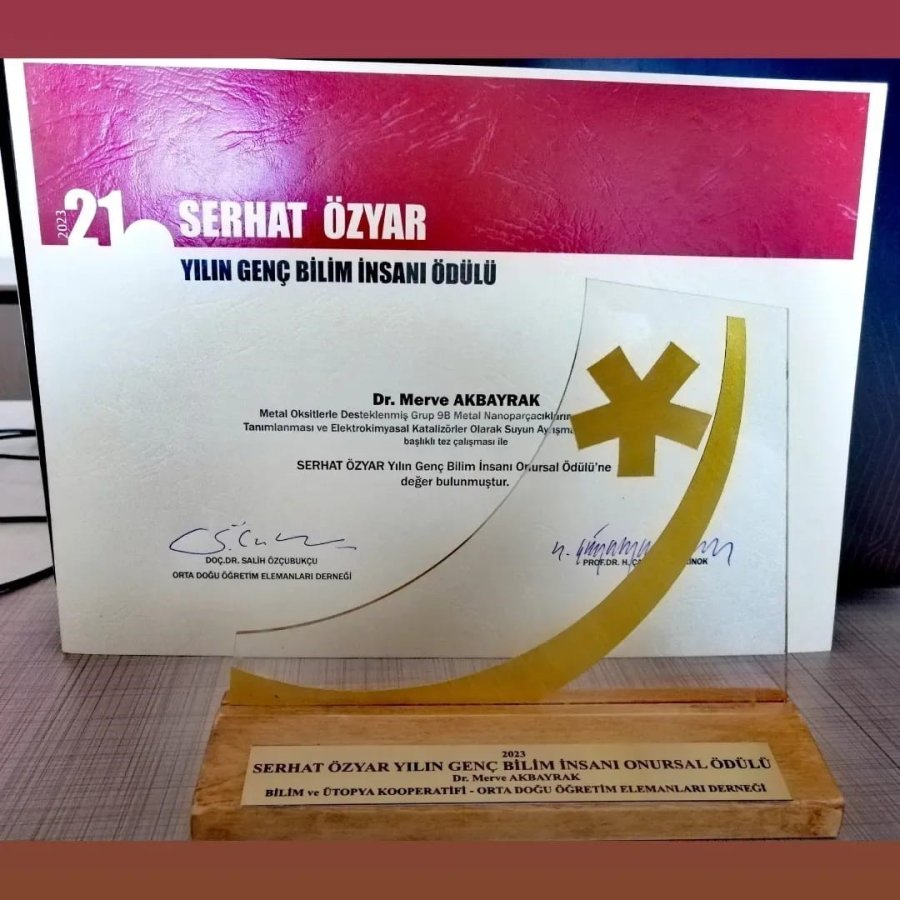 2023
21.
SERHAT ÖZYAR
YILIN GENÇ BİLİM İNSANI ÖDÜLÜ
Dr. Merve AKBAYRAK
Metal Oksitlerle Desteklenmiş Grup 9B Metal Nanoparçacıkların
Tanımlanması ve Elektrokimyasal Katalizörler Olarak Suyun
başlıklı tez çalışması ile
SERHAT ÖZYAR Yılın Genç Bilim İnsanı Onursal Ödülü'ne
değer bulunmuştur.
DOÇ.DR. SALİH ÖZÇUBUKÇU
ORTA DOĞU ÖĞRETİM ELEMANLARI DERNEĞİ
PROF.DR. H.
2023
SERHAT ÖZYAR YILIN GENÇ BİLİM İNSANI ONURSAL ÖDÜLÜ
Dr. Merve AKBAYRAK
BİLİM ve ÜTOPYA KOOPERATİFİ - ORTA DOĞU ÖĞRETİM ELEMANLARI DERNEĞİ